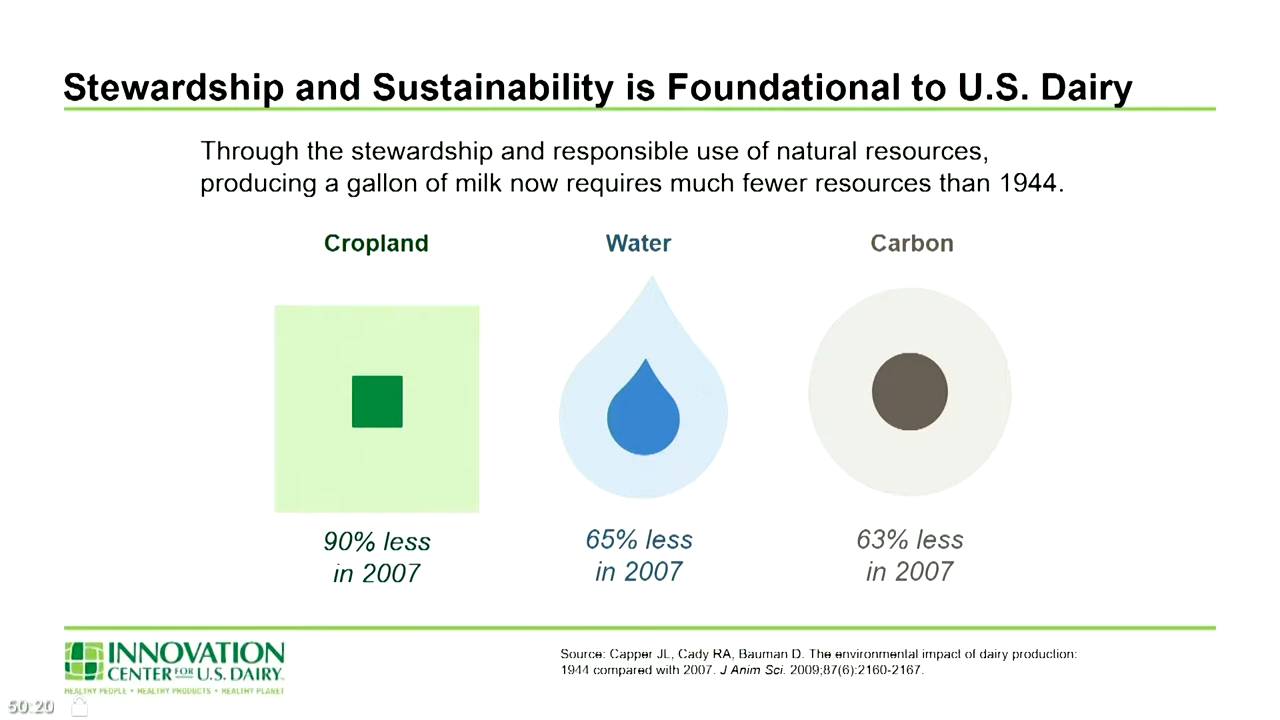 Stewardship and Sustainability is Foundational to U.S. Dairy
Through the stewardship and responsible use of natural resources,
producing a gallon of milk now requires much fewer resources than 1944.
Cropland
Water
Carbon
90% less
in 2007
65% less
in 2007
63% less
in 2007
INNOVATION
CENTER FOR U.S. DAIRY
HEALTHY PEOPLE • HEALTHY PRODUCTS • HEALTHY PLANET
Source: Capper JL, Cady RA, Bauman D. The environmental impact of dairy production:
1944 compared with 2007. J Anim Sci. 2009;87(6):2160-2167.
50:20